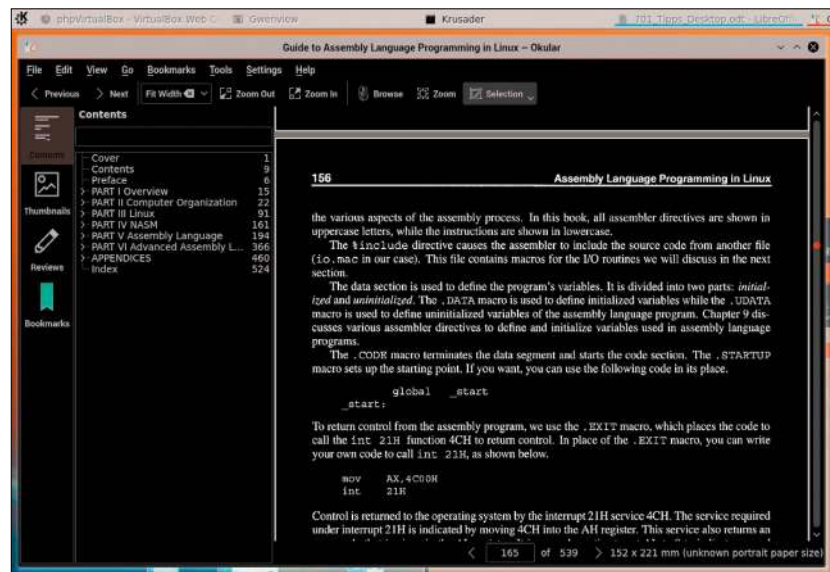 phpVirtualBox - VirtualBox Web C
Gwenview
Krusader
701_Tipps_Desktop.odt - LibreOffi
Guide to Assembly Language Programming in Linux – Okular
File Edit View Go Bookmarks Tools Settings Help
Previous Next Fit Width Zoom Out Zoom In Browse Zoom Selection
Contents
Contents
Thumbnails
Reviews
Bookmarks
Cover 1
Contents 9
Preface 6
PART I Overview 15
PART II Computer Organization 22
PART III Linux 91
PART IV NASM 161
PART V Assembly Language 194
PART VI Advanced Assembly L... 366
APPENDICES 460
Index 524
156 Assembly Language Programming in Linux
the various aspects of the assembly process. In this book, all assembler directives are shown in
uppercase letters, while the instructions are shown in lowercase.
The %include directive causes the assembler to include the source code from another file
(io.mac in our case). This file contains macros for the I/O routines we will discuss in the next
section.
The data section is used to define the program's variables. It is divided into two parts: initial-
ized and uninitialized. The .DATA macro is used to define initialized variables while the .UDATA
macro is used to define uninitialized variables of the assembly language program. Chapter 9 dis-
cusses various assembler directives to define and initialize variables used in assembly language
programs.
The .CODE macro terminates the data segment and starts the code section. The .STARTUP
macro sets up the starting point. If you want, you can use the following code in its place.
global _start
_start:
To return control from the assembly program, we use the .EXIT macro, which places the code to
call the int 21H function 4CH to return control. In place of the .EXIT macro, you can write
your own code to call int 21H, as shown below.
mov AX,4C00H
int 21H
Control is returned to the operating system by the interrupt 21H service 4CH. The service required
under interrupt 21H is indicated by moving 4CH into the AH register. This service also returns an
165 of 539 152 x 221 mm (unknown portrait paper size)